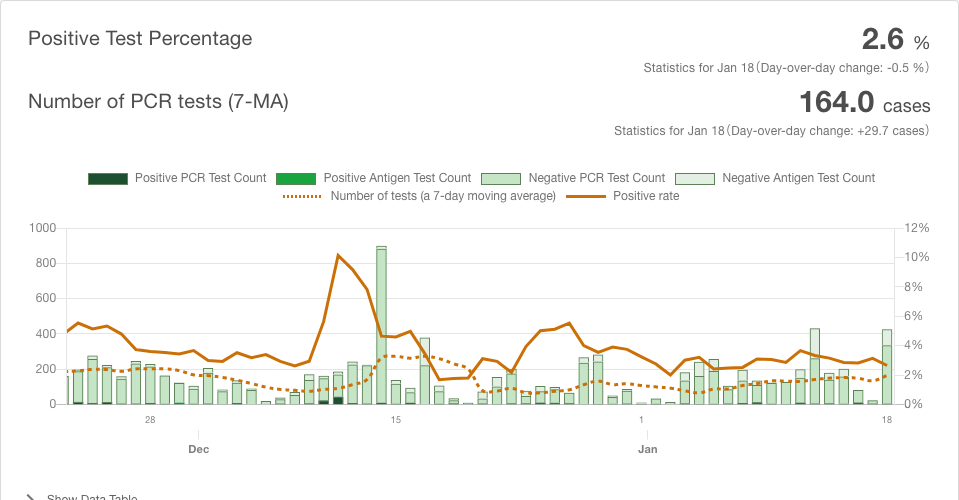 Positive Test Percentage
2.6 %
Statistics for Jan 18(Day-over-day change: -0.5 %)
Number of PCR tests (7-MA)
164.0 cases
Statistics for Jan 18(Day-over-day change: +29.7 cases)
Positive PCR Test Count Positive Antigen Test Count Negative PCR Test Count Negative Antigen Test Count
Number of tests (a 7-day moving average) Positive rate
1000 12%
800 10%
600 8%
400 6%
200 4%
0 2%
0%
28 15 1 18
Dec Jan
Show Data Table